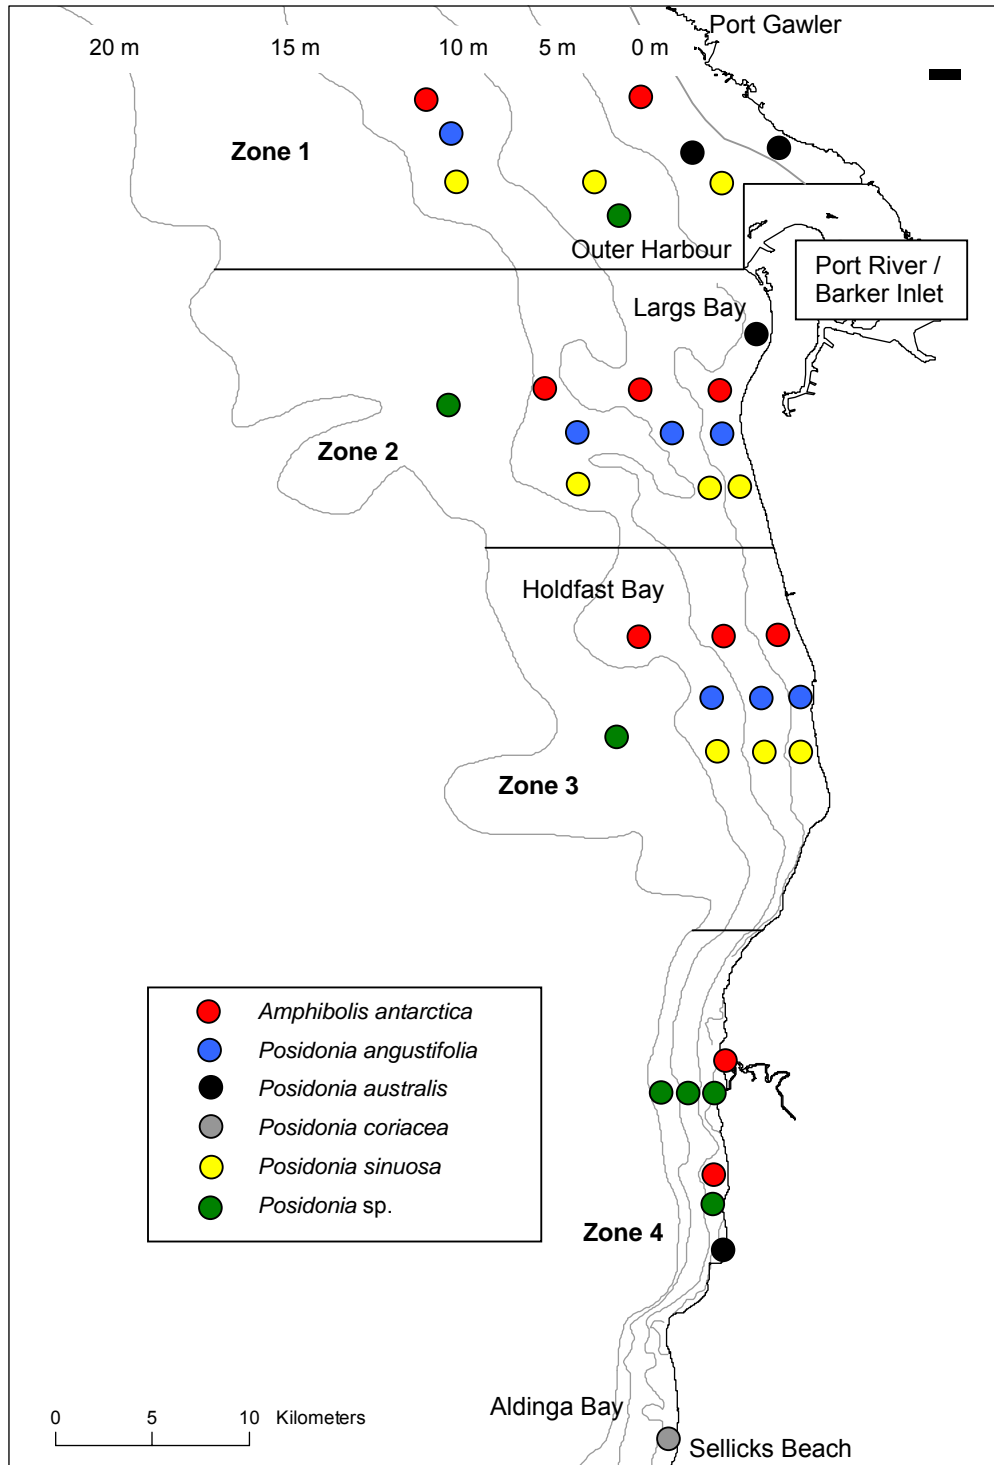 Port Gawler
20 m 15 m 10 m 5 m 0 m
Zone 1
Outer Harbour
Port River /
Barker Inlet
Largs Bay
Zone 2
Holdfast Bay
Zone 3
Amphibolis antarctica
Posidonia angustifolia
Posidonia australis
Posidonia coriacea
Posidonia sinuosa
Posidonia sp.
Zone 4
Aldinga Bay
0 5 10 Kilometers
Sellicks Beach